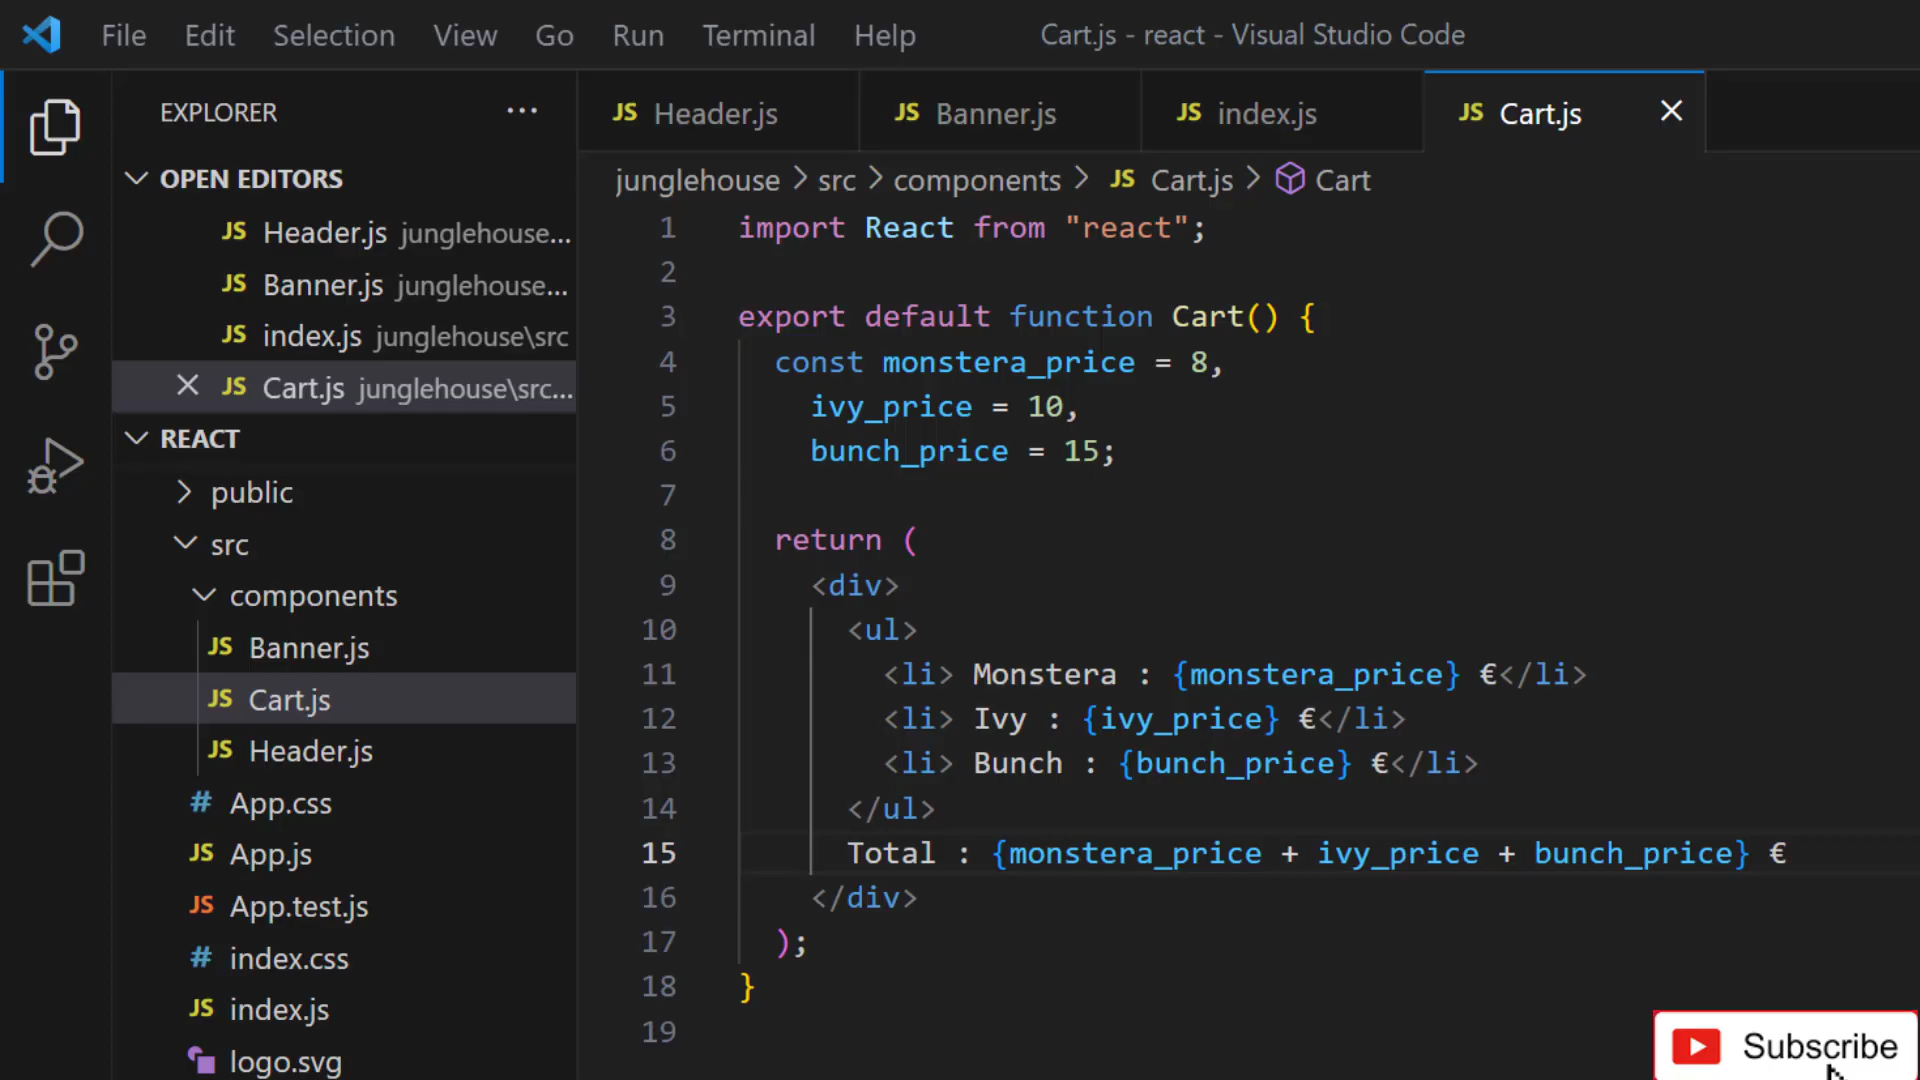 File Edit Selection View Go Run Terminal Help Cart.js - react - Visual Studio Code
EXPLORER ...
OPEN EDITORS
JS Header.js junglehouse...
JS Banner.js junglehouse...
JS index.js junglehouse\src
JS Cart.js junglehouse\src...
REACT
public
src
components
JS Banner.js
JS Cart.js
JS Header.js
# App.css
JS App.js
JS App.test.js
# index.css
JS index.js
logo.svg
JS Header.js JS Banner.js JS index.js JS Cart.js
junglehouse > src > components > JS Cart.js > Cart
1 import React from "react";
2
3 export default function Cart() {
4 const monstera_price = 8,
5 ivy_price = 10,
6 bunch_price = 15;
7
8 return (
9 <div>
10 <ul>
11 <li> Monstera : {monstera_price} €</li>
12 <li> Ivy : {ivy_price} €</li>
13 <li> Bunch : {bunch_price} €</li>
14 </ul>
15 Total : {monstera_price + ivy_price + bunch_price} €
16 </div>
17 );
18 }
19
Subscribe